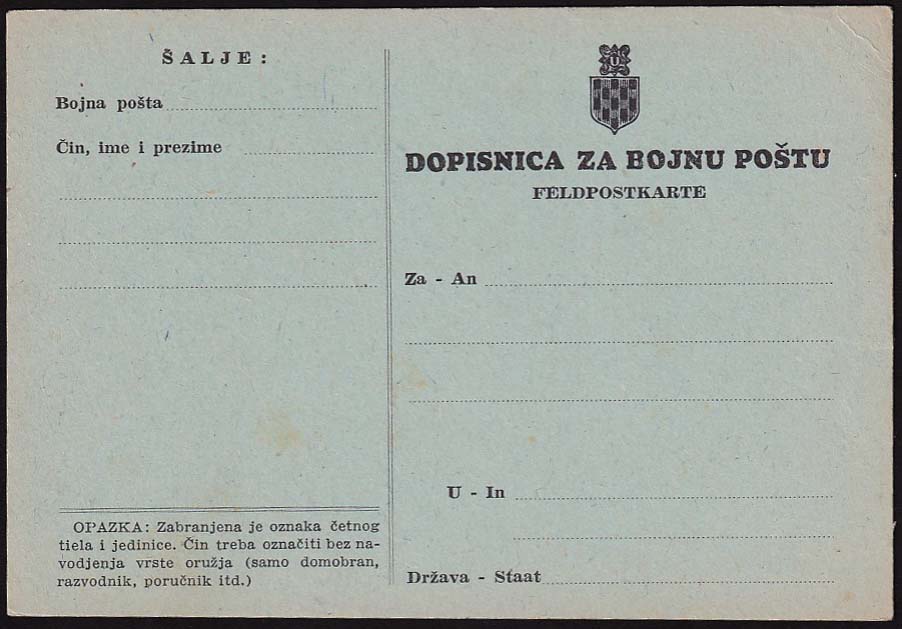 ŠALJE:
Bojna pošta
Čin, ime i prezime
OPAZKA: Zabranjena je oznaka četnog
tiela i jedinice. Čin treba označiti bez na-
vodjenja vrste oružja (samo domobran,
razvodnik, poručnik itd.)
U
DOPISNICA ZA BOJNU POŠTU
FELDPOSTKARTE
Za - An
U - In
Država - Staat